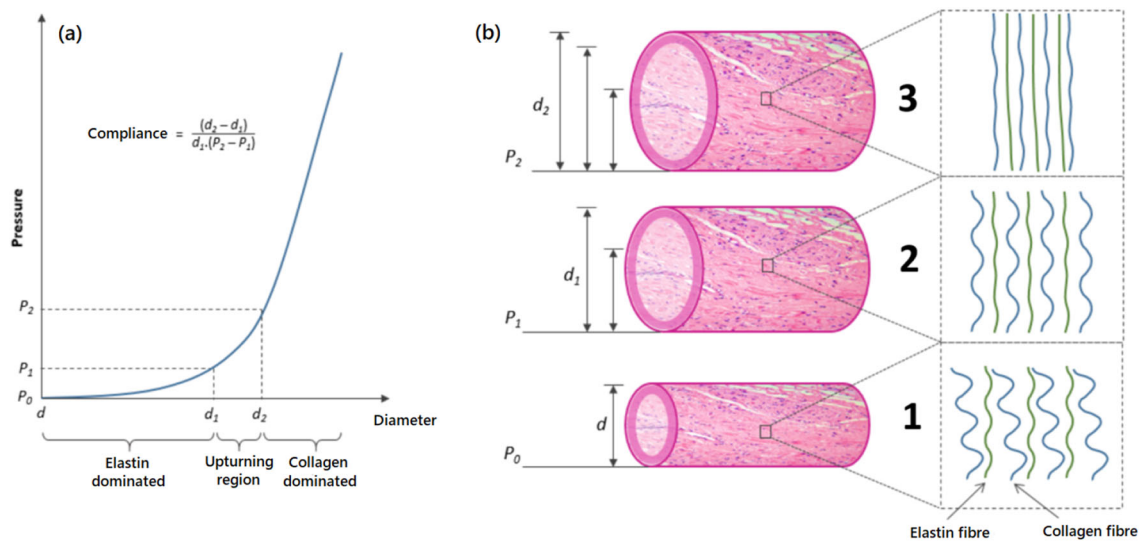 (a)
Compliance = (d2 − d1) / d1.(P2 − P1)
Pressure
P2
P1
P0
d
d1
d2
Diameter
Elastin
dominated
Upturning
region
Collagen
dominated
(b)
d2
P2
3
d1
P1
2
d
P0
1
Elastin fibre
Collagen fibre